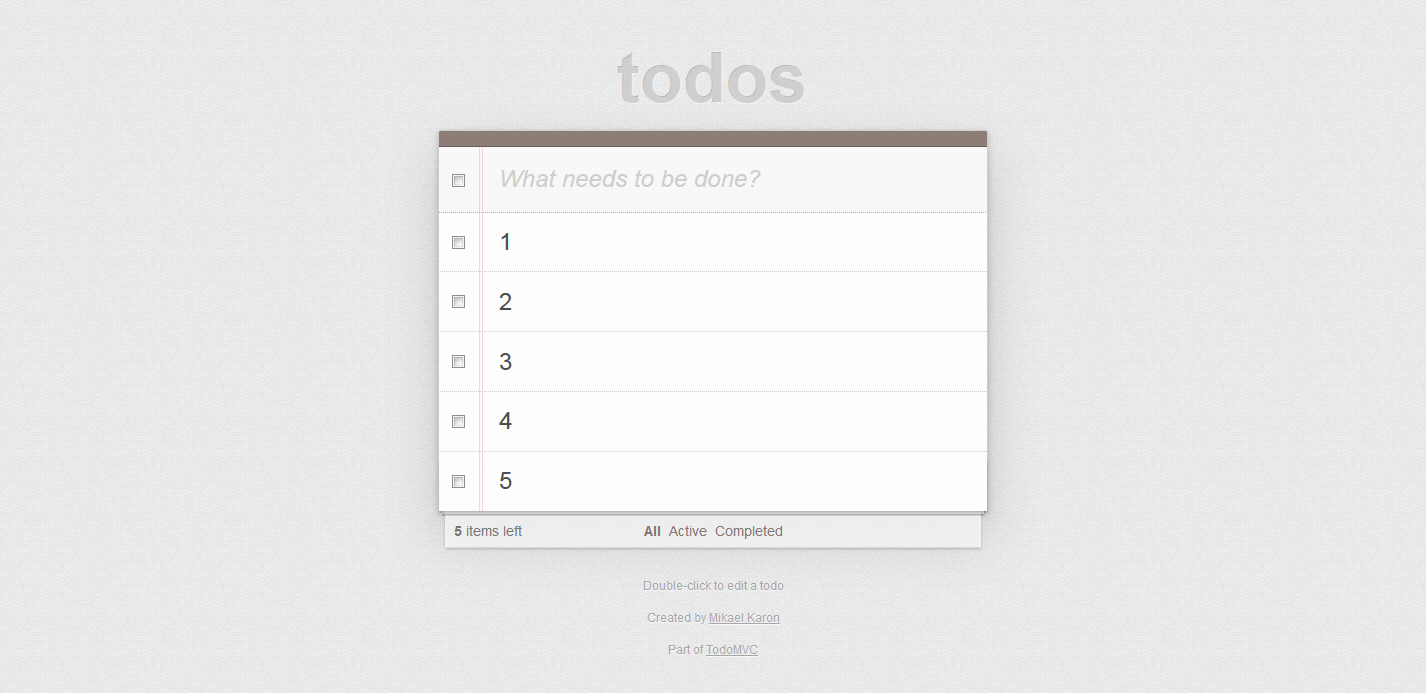 todos
What needs to be done?
1
2
3
4
5
5 items left All Active Completed
Double-click to edit a todo
Created by Mikael Karon
Part of TodoMVC